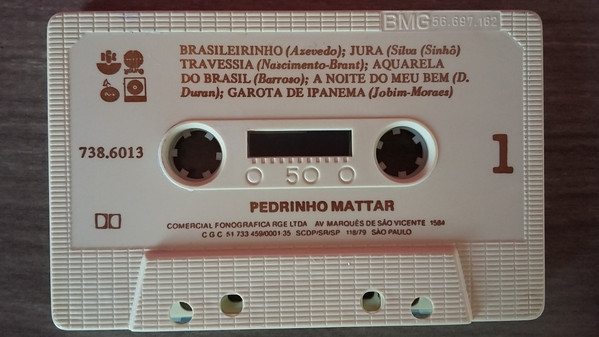 BMG 56.697.162
BRASILEIRINHO (Azevedo); JURA (Silva (Sinhô)
TRAVESSIA (Nascimento-Brant); AQUARELA
DO BRASIL (Barroso); A NOITE DO MEU BEM (D.
Duran); GAROTA DE IPANEMA (Jobim-Moraes)
738.6013
1
50
PEDRINHO MATTAR
COMERCIAL FONOGRAFICA RGE LTDA AV MARQUÊS DE SÃO VICENTE 1584
C G C 51 733 459/0001-35 SCDP/SR/SP 118/79 SÃO PAULO